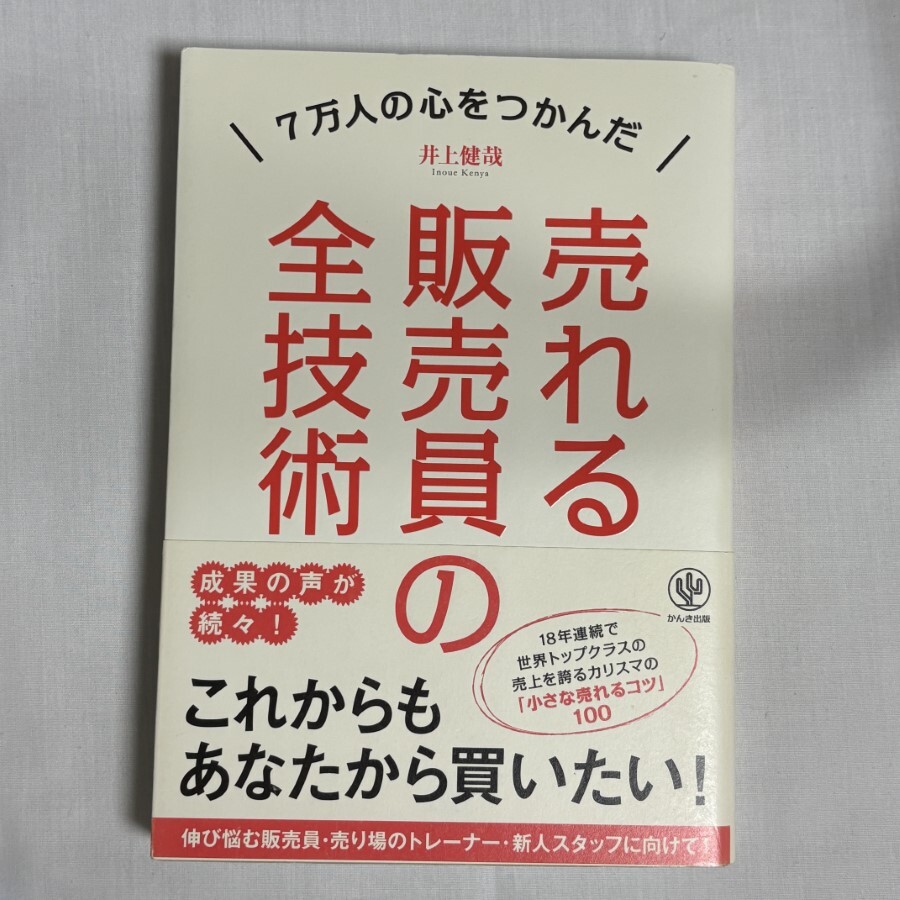 7万人の心をつかんだ
井上健哉
Inoue Kenya
売れる
販売員の
全技術
成果の声が
続々!
かんき出版
18年連続で
世界トップクラスの
売上を誇るカリスマの
「小さな売れるコツ」
100
これからも
あなたから買いたい!
伸び悩む販売員・売り場のトレーナー・新人スタッフに向けて!